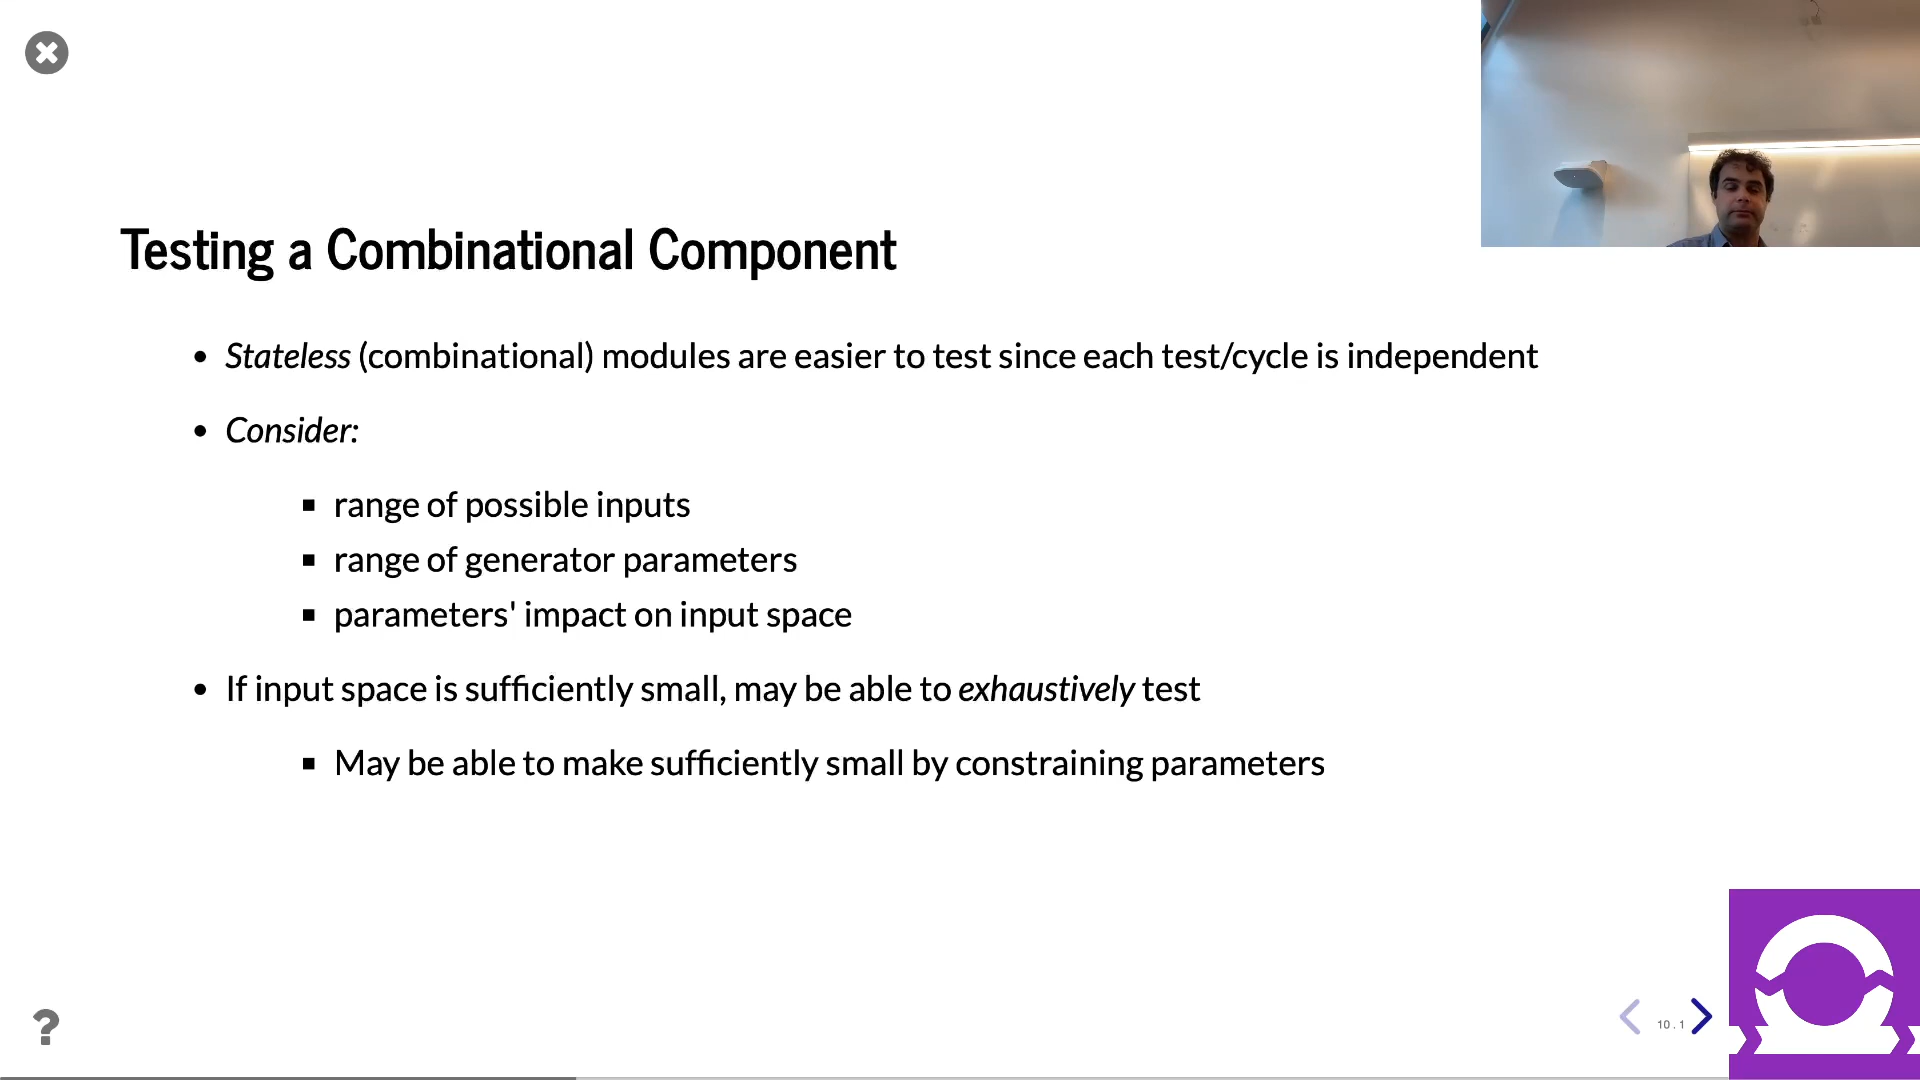 Testing a Combinational Component
• Stateless (combinational) modules are easier to test since each test/cycle is independent
• Consider:
▪ range of possible inputs
▪ range of generator parameters
▪ parameters' impact on input space
• If input space is sufficiently small, may be able to exhaustively test
▪ May be able to make sufficiently small by constraining parameters
?
10 . 1